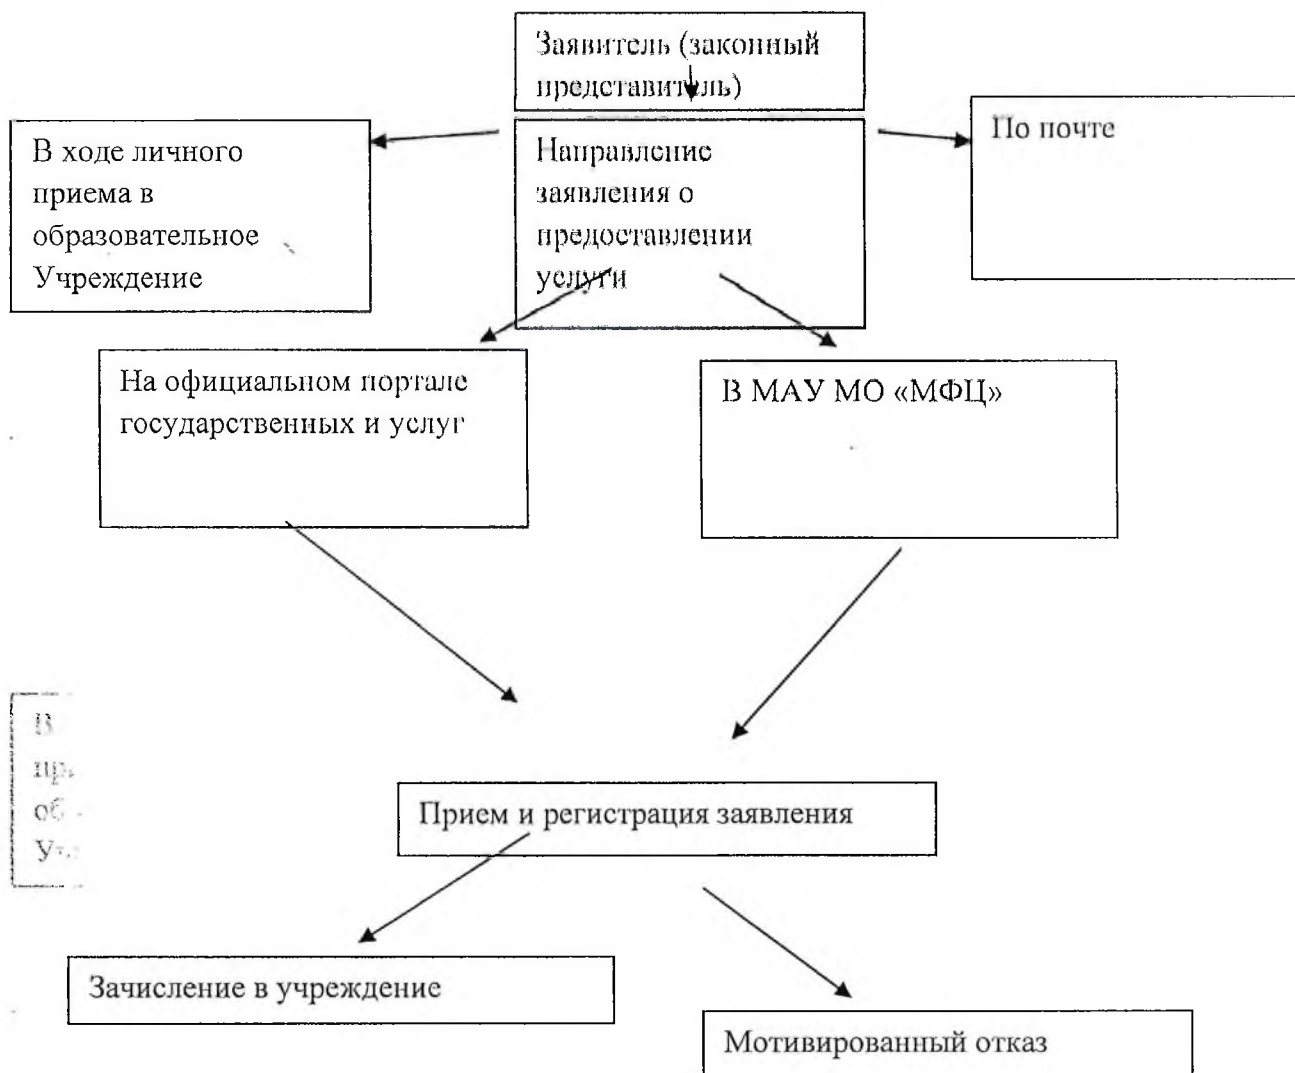 Заявитель (законный
представитель)
В ходе личного
приема в
образовательное
Учреждение
Направление
заявления о
предоставлении
услуги
По почте
На официальном портале
государственных и услуг
В МАУ МО «МФЦ»
В
Прием и регистрация заявления
Зачисление в учреждение
Мотивированный отказ